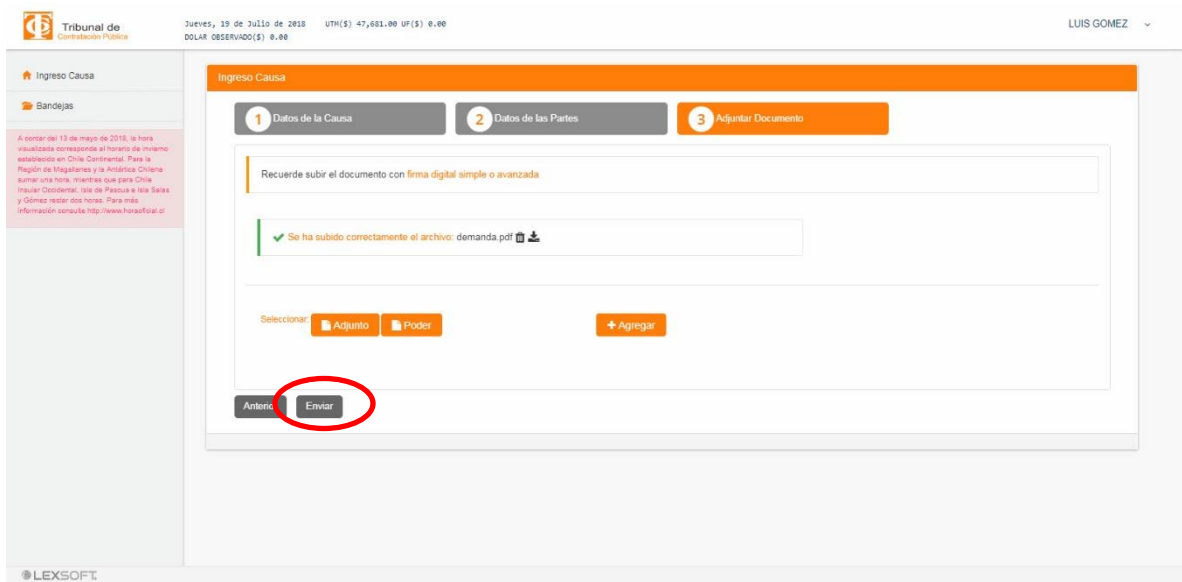 Tribunal de
Contratación Pública
Jueves, 19 de Julio de 2018 UTM($) 47,681.00 UF($) 0.00
DOLAR OBSERVADO($) 0.00
LUIS GOMEZ
Ingreso Causa
Bandejas
A contar del 13 de mayo de 2018, la hora
visualizada corresponde al horario de invierno
establecido en Chile Continental. Para la
Región de Magallanes y la Antártica Chilena
sumar una hora, mientras que para Chile
Insular Occidental, Isla de Pascua e Isla Salas
y Gómez restar dos horas. Para más
información consulte http://www.horaoficial.cl
Ingreso Causa
1 Datos de la Causa
2 Datos de las Partes
3 Adjuntar Documento
Recuerde subir el documento con firma digital simple o avanzada
Se ha subido correctamente el archivo: demanda.pdf
Seleccionar: Adjunto Poder + Agregar
Anterior Enviar
LEXSOFT